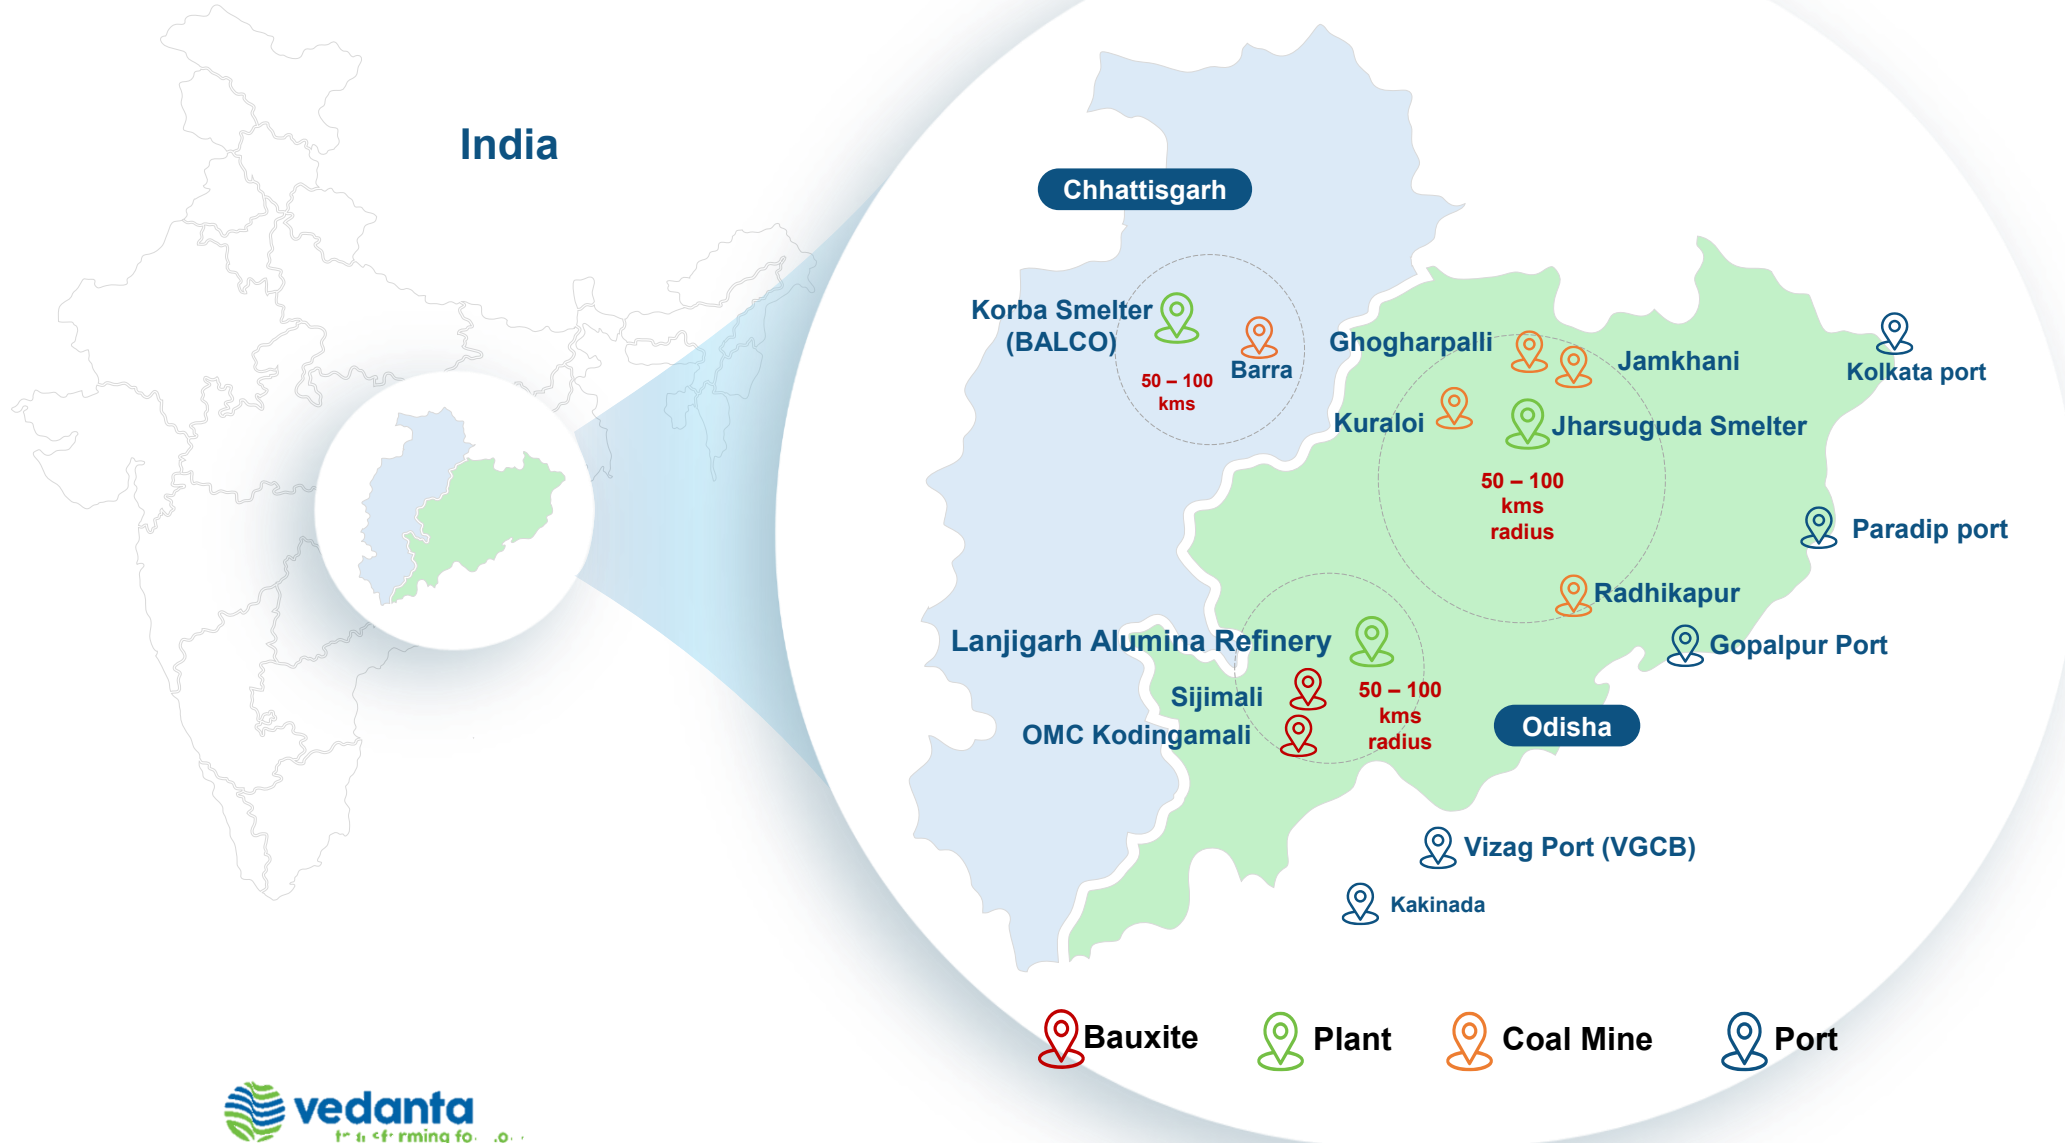 India
Chhattisgarh
Korba Smelter
(BALCO)
Barra
50 – 100
kms
Ghogharpalli
Jamkhani
Kuraloi
Jharsuguda Smelter
50 – 100
kms
radius
Kolkata port
Paradip port
Radhikapur
Gopalpur Port
Lanjigarh Alumina Refinery
Sijimali
OMC Kodingamali
50 – 100
kms
radius
Odisha
Vizag Port (VGCB)
Kakinada
Bauxite
Plant
Coal Mine
Port
vedanta